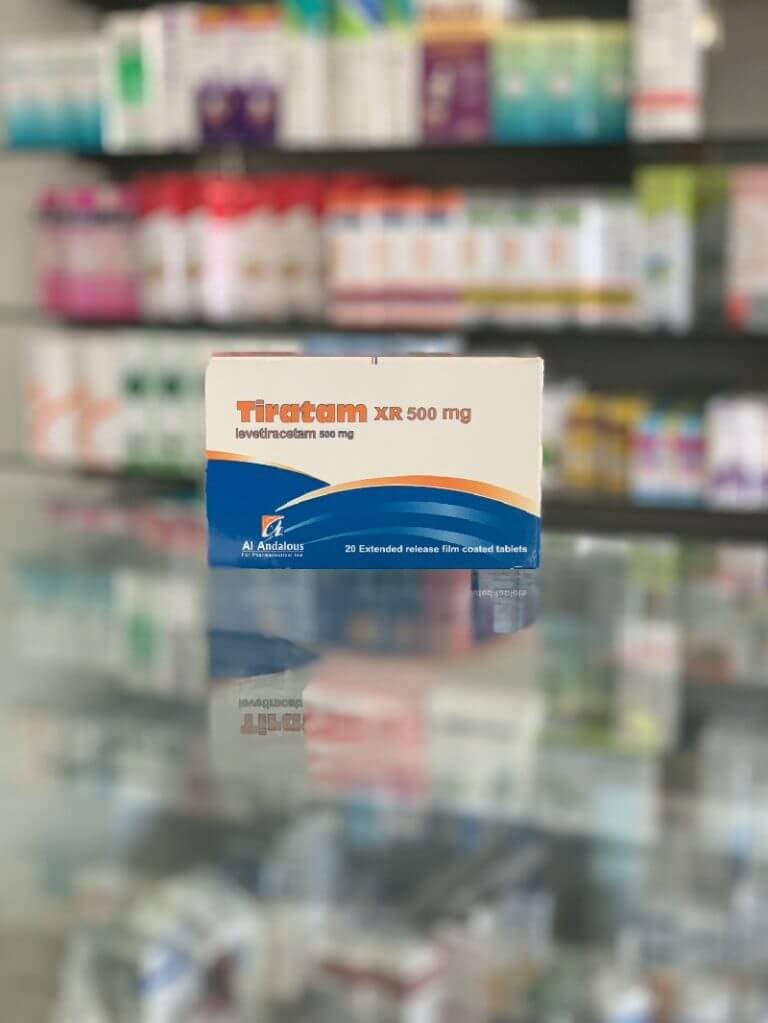 Tiratam XR 500 mg
levetiracetam 500 mg
Al Andalous
For Pharmaceutical Ind.
20 Extended release film coated tablets